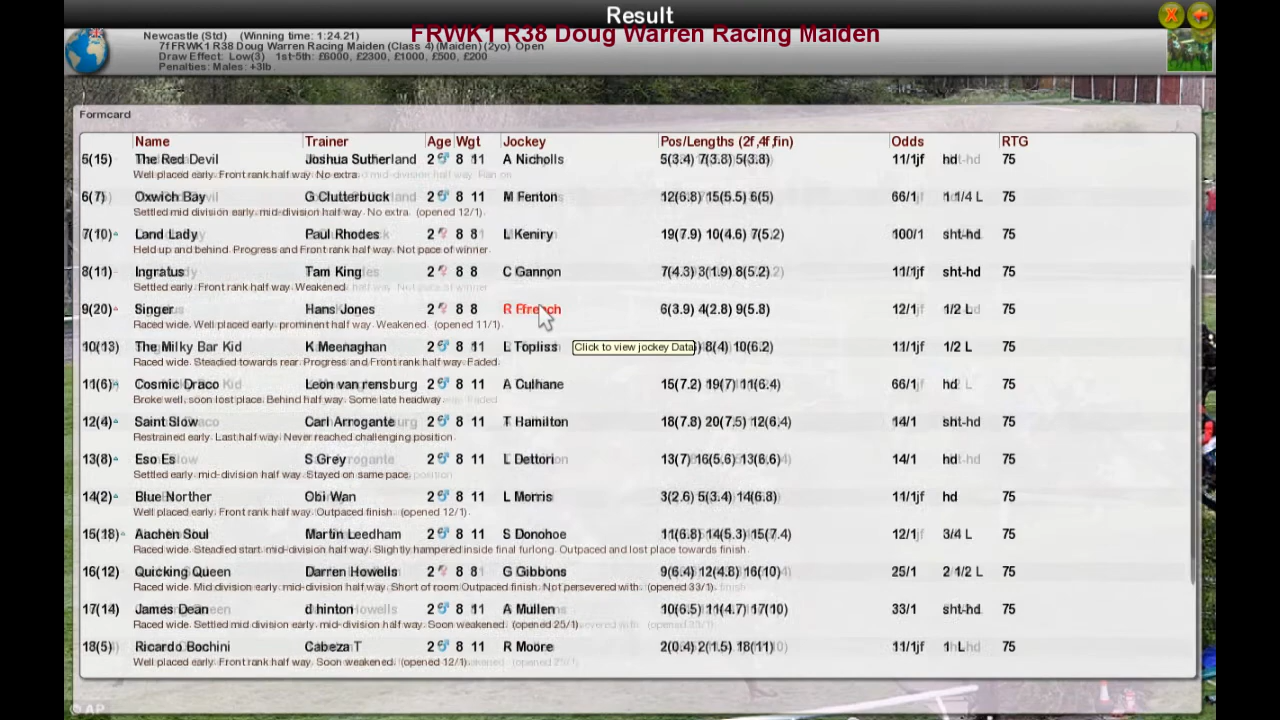 Result
FRWK1 R38 Doug Warren Racing Maiden
Newcastle (Std) (Winning time: 1:24.21)
7f FRWK1 R38 Doug Warren Racing Maiden (Class 4) (Maiden) (2yo) Open
Draw Effect: Low(3) 1st-5th: £6000, £2300, £1000, £500, £200
Penalties: Males: +3lb
Formcard
Name Trainer Age Wgt Jockey Pos/Lengths (2f,4f,fin) Odds RTG
5(15) The Red Devil Joshua Sutherland 2 8 11 A Nicholls 5(3.4) 7(3.8) 5(3.8) 11/1jf hd 75
Well placed early. Front rank half way. No extra.
6(7) Oxwich Bay G Clutterbuck 2 8 11 M Fenton 12(6.8) 15(5.5) 6(5) 66/1 1 1/4 L 75
Settled mid division early. mid-division half way. No extra. (opened 12/1).
7(10) Land Lady Paul Rhodes 2 8 8 L Keniry 19(7.9) 10(4.6) 7(5.2) 100/1 sht-hd 75
Held up and behind. Progress and Front rank half way. Not pace of winner.
8(11) Ingratus Tam King 2 8 8 C Gannon 7(4.3) 3(1.9) 8(5.2) 11/1jf sht-hd 75
Settled early. Front rank half way. Weakened.
9(20) Singer Hans Jones 2 8 8 R Ffrench 6(3.9) 4(2.8) 9(5.8) 12/1 1/2 L 75
Raced wide. Well placed early. prominent half way. Weakened. (opened 11/1).
10(13) The Milky Bar Kid K Meenaghan 2 8 11 L Topliss Click to view jockey Data 8(4) 10(6.2) 11/1jf 1/2 L 75
Raced wide. Steadied towards rear. Progress and Front rank half way. Faded.
11(6) Cosmic Draco Leon van rensburg 2 8 11 A Culhane 15(7.2) 19(7) 11(6.4) 66/1 hd 75
Broke well, soon lost place. Behind half way. Some late headway.
12(4) Saint Slow Carl Arrogante 2 8 11 T Hamilton 18(7.8) 20(7.5) 12(6.4) 14/1 sht-hd 75
Restrained early. Last half way. Never reached challenging position.
13(8) Eso Es S Grey 2 8 11 L Dettori 13(7) 16(5.6) 13(6.6) 14/1 hd 75
Settled early. mid-division half way. Stayed on same pace.
14(2) Blue Norther Obi Wan 2 8 11 L Morris 3(2.6) 5(3.4) 14(6.8) 11/1jf hd 75
Well placed early. Front rank half way. Outpaced finish. (opened 12/1).
15(18) Aachen Soul Martin Leedham 2 8 11 S Donohoe 11(6.8) 14(5.3) 15(7.4) 12/1 3/4 L 75
Raced wide. Steadied start. mid-division half way. Slightly hampered inside final furlong. Outpaced and lost place towards finish.
16(12) Quicking Queen Darren Howells 2 8 8 G Gibbons 9(6.4) 12(4.8) 16(10) 25/1 2 1/2 L 75
Raced wide. Mid division early. mid-division half way. Short of room. Outpaced finish. Not persevered with. (opened 33/1).
17(14) James Dean d hinton 2 8 11 A Mullen 10(6.5) 11(4.7) 17(10) 33/1 sht-hd 75
Raced wide. Settled mid division early. mid-division half way. Soon weakened. (opened 25/1).
18(5) Ricardo Bochini Cabeza T 2 8 11 R Moore 2(0.4) 2(1.5) 18(11) 11/1jf 1 L 75
Well placed early. Front rank half way. Soon weakened. (opened 12/1).
© AP